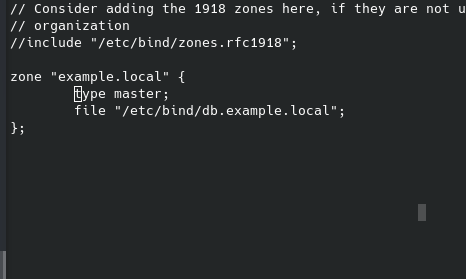 // Consider adding the 1918 zones here, if they are not u
// organization
//include "/etc/bind/zones.rfc1918";
zone "example.local" {
type master;
file "/etc/bind/db.example.local";
};